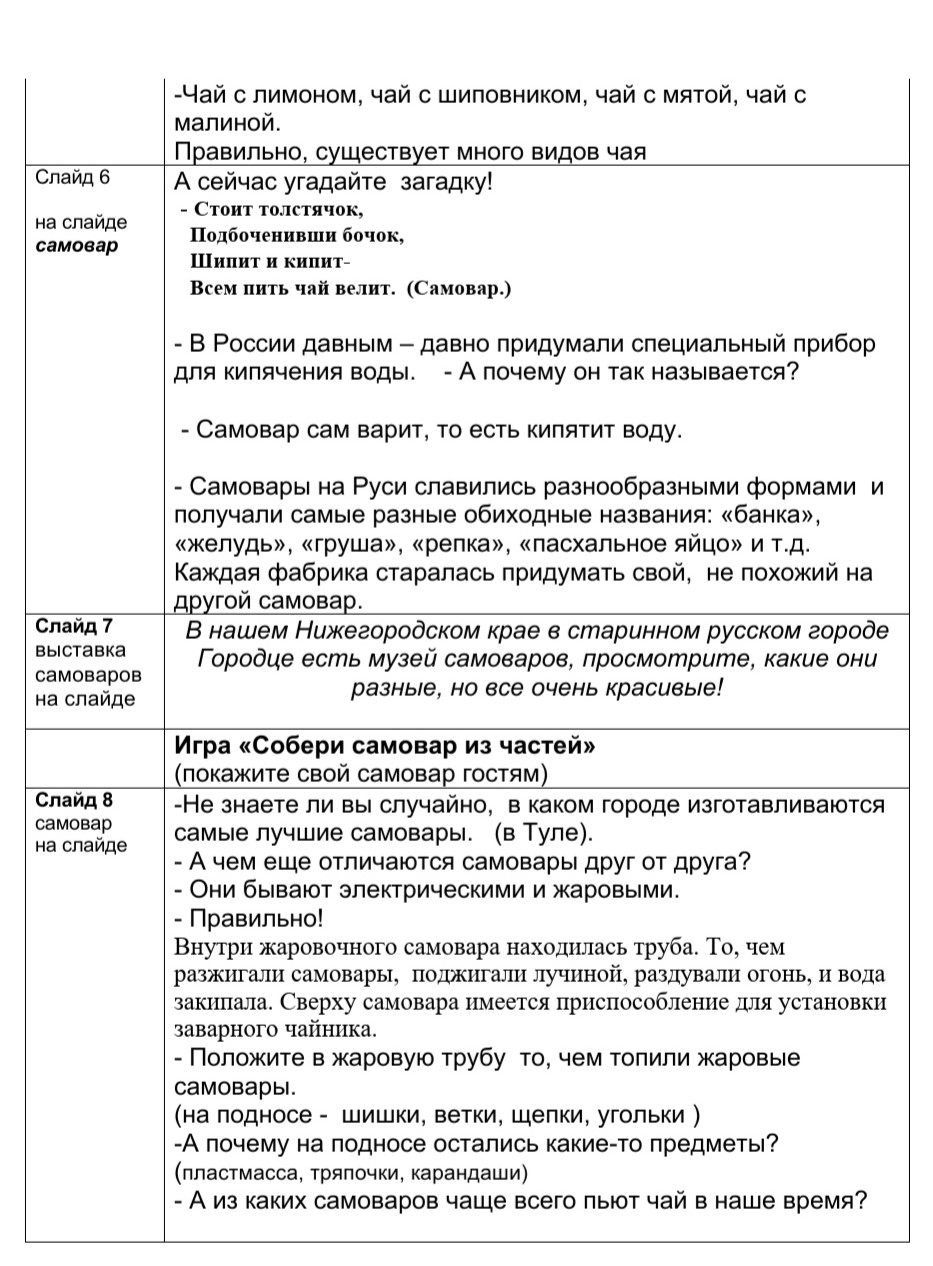 -Чай с лимоном, чай с шиповником, чай с мятой, чай с
малиной.
Правильно, существует много видов чая
Слайд 6
на слайде
самовар
А сейчас угадайте  загадку!
- Стоит толстячок,
Подбоченивши бочок,
Шипит и кипит-
Всем пить чай велит.  (Самовар.)
- В России давным – давно придумали специальный прибор
для кипячения воды.    - А почему он так называется?
- Самовар сам варит, то есть кипятит воду.
- Самовары на Руси славились разнообразными формами  и
получали самые разные обиходные названия: «банка»,
«желудь», «груша», «репка», «пасхальное яйцо» и т.д.
Каждая фабрика старалась придумать свой,  не похожий на
другой самовар.
Слайд 7
выставка
самоваров
на слайде
В нашем Нижегородском крае в старинном русском городе
Городце есть музей самоваров, просмотрите, какие они
разные, но все очень красивые!
Игра «Собери самовар из частей»
(покажите свой самовар гостям)
Слайд 8
самовар
на слайде
-Не знаете ли вы случайно,  в каком городе изготавливаются
самые лучшие самовары.   (в Туле).
- А чем еще отличаются самовары друг от друга?
- Они бывают электрическими и жаровыми.
- Правильно!
Внутри жаровочного самовара находилась труба. То, чем
разжигали самовары,  поджигали лучиной, раздували огонь, и вода
закипала. Сверху самовара имеется приспособление для установки
заварного чайника.
- Положите в жаровую трубу  то, чем топили жаровые
самовары.
(на подносе -  шишки, ветки, щепки, угольки )
-А почему на подносе остались какие-то предметы?
(пластмасса, тряпочки, карандаши)
- А из каких самоваров чаще всего пьют чай в наше время?